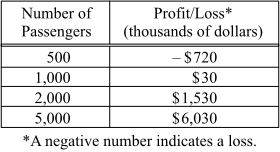 Number of Passengers Profit/Loss* (thousands of dollars)
500 – $720
1,000 $30
2,000 $1,530
5,000 $6,030
*A negative number indicates a loss.